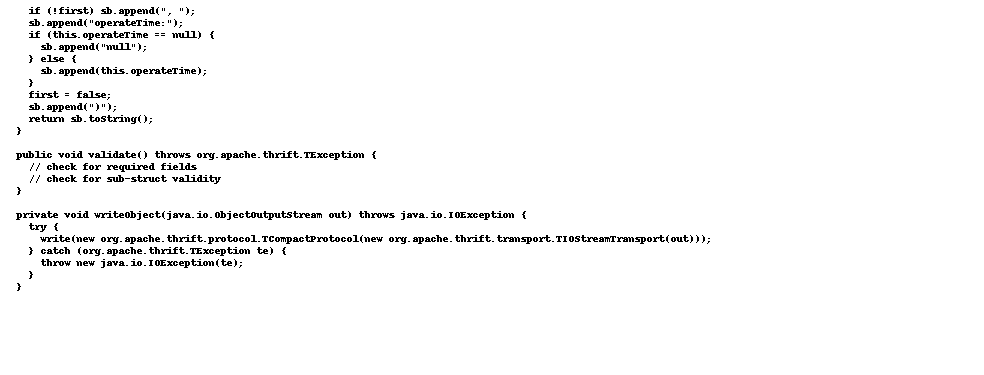 if (!first) sb.append(", ");
sb.append("operateTime:");
if (this.operateTime == null) {
sb.append("null");
} else {
sb.append(this.operateTime);
}
first = false;
sb.append(")");
return sb.toString();
}
public void validate() throws org.apache.thrift.TException {
// check for required fields
// check for sub-struct validity
}
private void writeObject(java.io.ObjectOutputStream out) throws java.io.IOException {
try {
write(new org.apache.thrift.protocol.TCompactProtocol(new org.apache.thrift.transport.TIOStreamTransport(out)));
} catch (org.apache.thrift.TException te) {
throw new java.io.IOException(te);
}
}